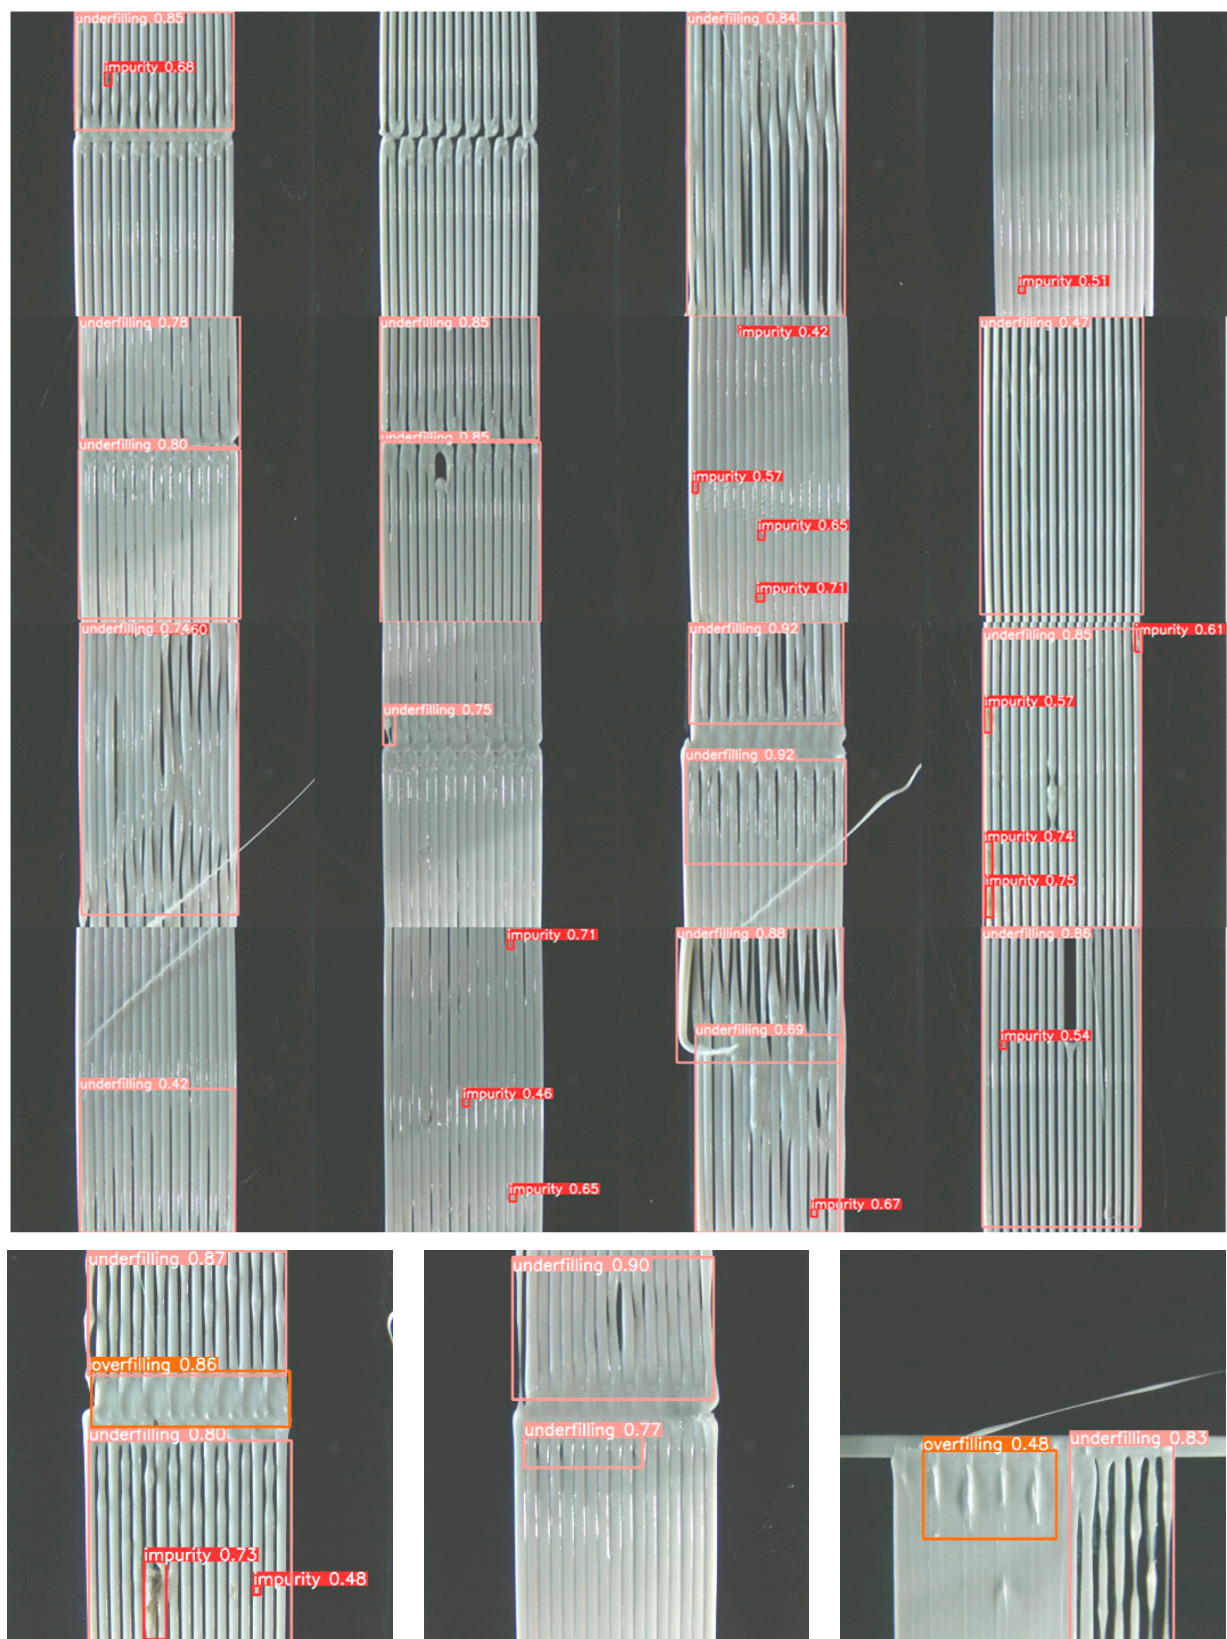 underfilling 0.85
impurity 0.68
underfilling 0.84
impurity 0.51
underfilling 0.78
underfilling 0.80
underfilling 0.85
underfilling 0.85
impurity 0.42
impurity 0.57
impurity 0.65
impurity 0.71
underfilling 0.47
underfilling 0.7460
underfilling 0.75
underfilling 0.92
underfilling 0.92
underfilling 0.85
impurity 0.61
impurity 0.57
impurity 0.74
impurity 0.75
underfilling 0.42
impurity 0.71
impurity 0.46
impurity 0.65
underfilling 0.88
underfilling 0.69
impurity 0.67
underfilling 0.86
impurity 0.54
underfilling 0.87
overfilling 0.86
underfilling 0.80
impurity 0.73
impurity 0.48
underfilling 0.90
underfilling 0.77
overfilling 0.48
underfilling 0.83